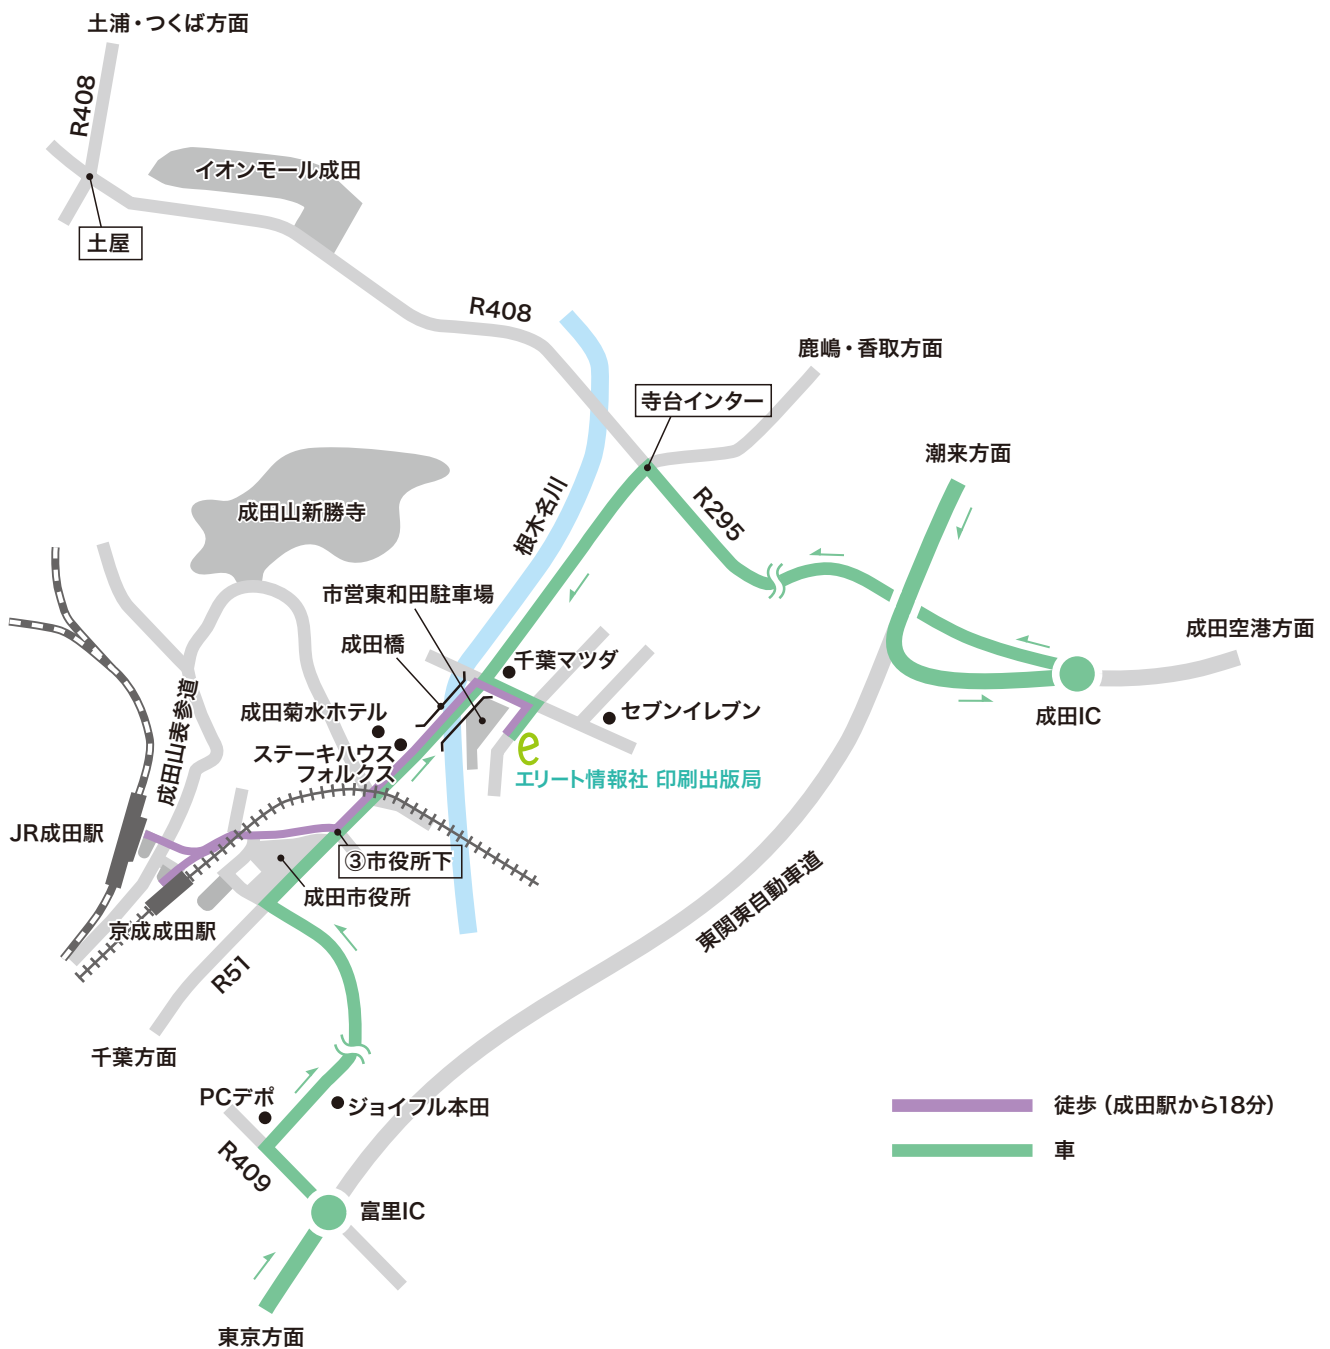 土浦・つくば方面
R408
イオンモール成田
土屋
R408
鹿嶋・香取方面
寺台インター
潮来方面
R295
成田山新勝寺
根木名川
市営東和田駐車場
成田橋
千葉マツダ
成田空港方面
成田山表参道
成田菊水ホテル
セブンイレブン
成田IC
ステーキハウス
フォルクス
e
エリート情報社 印刷出版局
JR成田駅
③市役所下
成田市役所
京成成田駅
東関東自動車道
R51
千葉方面
PCデポ
ジョイフル本田
徒歩（成田駅から18分）
車
R409
富里IC
東京方面